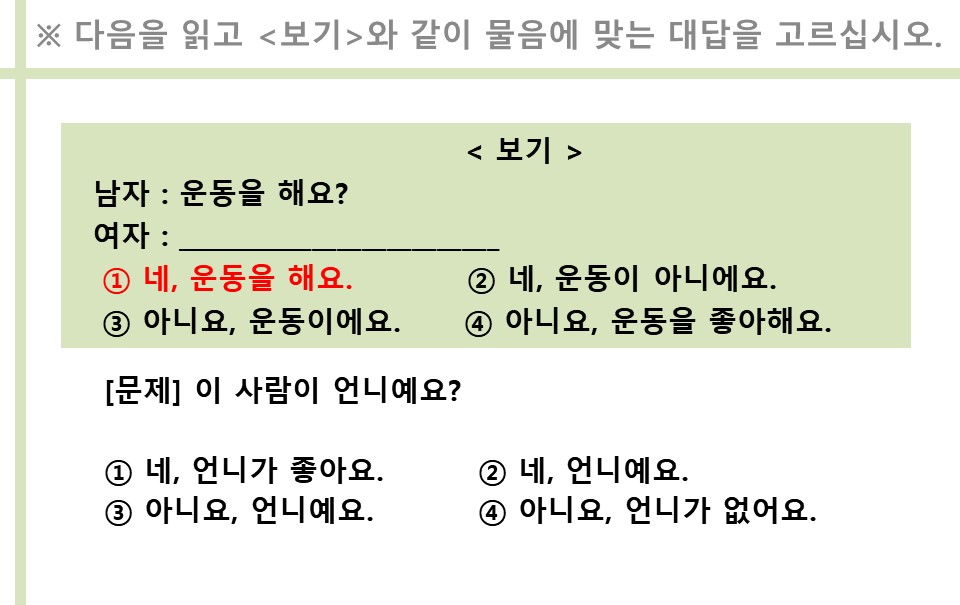 ※ 다음을 읽고 <보기>와 같이 물음에 맞는 대답을 고르십시오.
< 보기 >
남자 : 운동을 해요?
여자 : ______________________
① 네, 운동을 해요. ② 네, 운동이 아니에요.
③ 아니요, 운동이에요. ④ 아니요, 운동을 좋아해요.
[문제] 이 사람이 언니예요?
① 네, 언니가 좋아요. ② 네, 언니예요.
③ 아니요, 언니예요. ④ 아니요, 언니가 없어요.